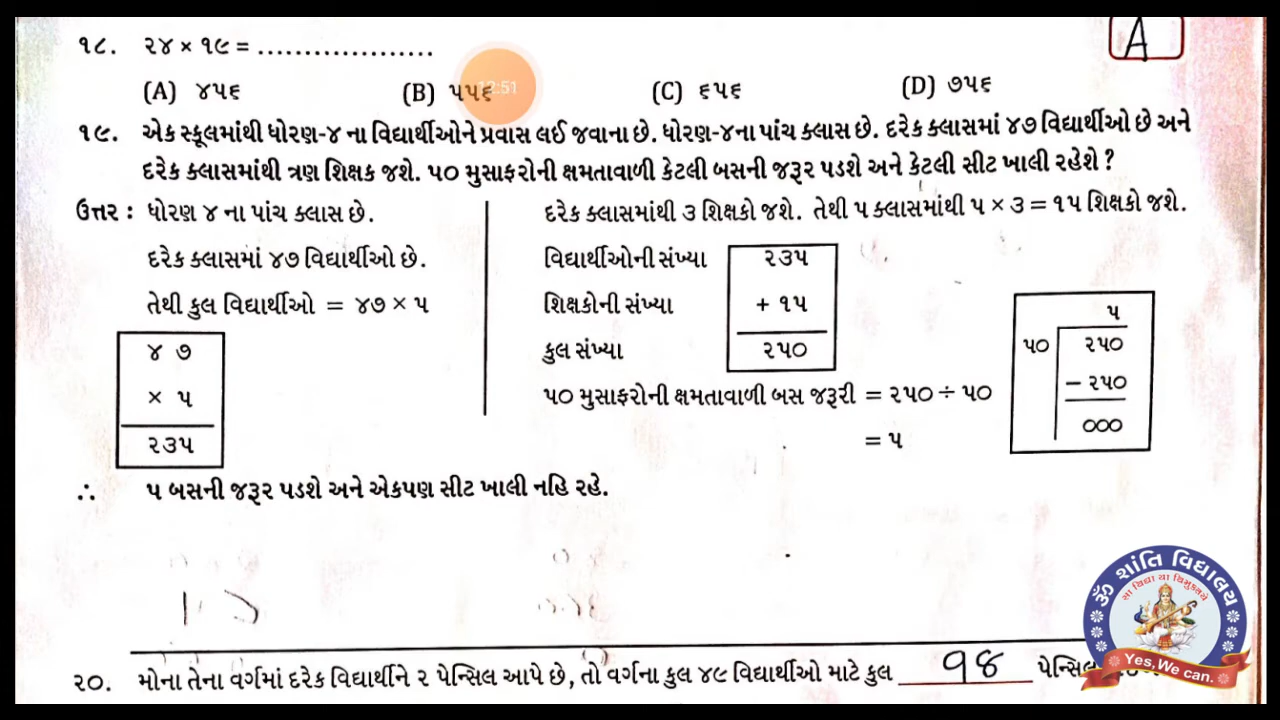 ૧૮. ૨૪ × ૧૯ = .....................
A
(A) ૪૫૬ (B) ૫૫૬ (C) ૬૫૬ (D) ૭૫૬
૧૯. એક સ્કૂલમાંથી ધોરણ-૪ ના વિદ્યાર્થીઓને પ્રવાસ લઈ જવાના છે. ધોરણ-૪ના પાંચ ક્લાસ છે. દરેક ક્લાસમાં ૪૭ વિદ્યાર્થીઓ છે અને
દરેક ક્લાસમાંથી ત્રણ શિક્ષક જશે. ૫૦ મુસાફરોની ક્ષમતાવાળી કેટલી બસની જરૂર પડશે અને કેટલી સીટ ખાલી રહેશે ?
ઉત્તર : ધોરણ ૪ ના પાંચ ક્લાસ છે.
દરેક ક્લાસમાં ૪૭ વિદ્યાર્થીઓ છે.
તેથી કુલ વિદ્યાર્થીઓ = ૪૭ × ૫
૪ ૭
× ૫
૨૩૫
દરેક ક્લાસમાંથી ૩ શિક્ષકો જશે. તેથી ૫ ક્લાસમાંથી ૫ × ૩ = ૧૫ શિક્ષકો જશે.
વિદ્યાર્થીઓની સંખ્યા ૨૩૫
શિક્ષકોની સંખ્યા + ૧૫
કુલ સંખ્યા ૨૫૦
૫૦ મુસાફરોની ક્ષમતાવાળી બસ જરૂરી = ૨૫૦ ÷ ૫૦
= ૫
૫
૫૦ ૨૫૦
– ૨૫૦
૦૦૦
∴ ૫ બસની જરૂર પડશે અને એકપણ સીટ ખાલી નહિ રહે.
૨૦. મોના તેના વર્ગમાં દરેક વિદ્યાર્થીને ૨ પેન્સિલ આપે છે, તો વર્ગના કુલ ૪૯ વિદ્યાર્થીઓ માટે કુલ ૯૮ પેન્સિલ
ૐ શાંતિ વિદ્યાલય
સા વિદ્યા યા વિમુક્તયે
Yes, We can.